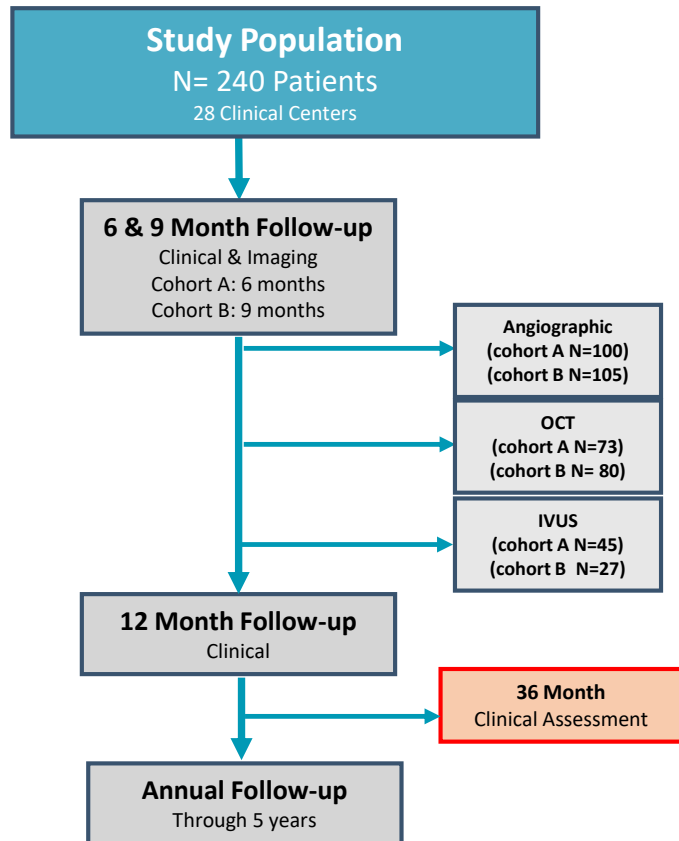 Study Population
N= 240 Patients
28 Clinical Centers
6 & 9 Month Follow-up
Clinical & Imaging
Cohort A: 6 months
Cohort B: 9 months
Angiographic
(cohort A N=100)
(cohort B N=105)
OCT
(cohort A N=73)
(cohort B N= 80)
IVUS
(cohort A N=45)
(cohort B  N=27)
12 Month Follow-up
Clinical
36 Month
Clinical Assessment
Annual Follow-up
Through 5 years